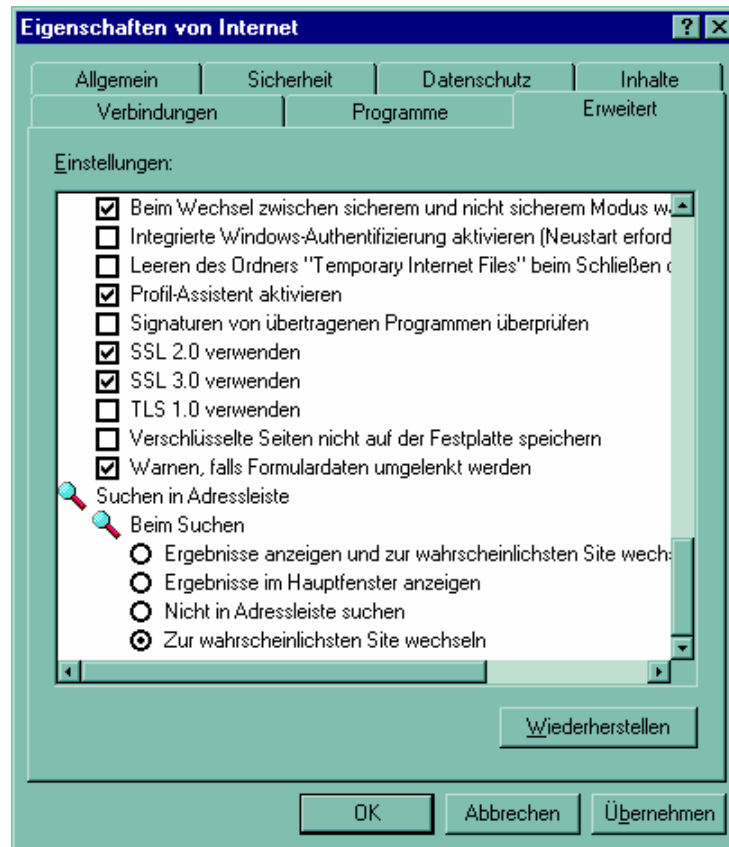 Eigenschaften von Internet
Allgemein Sicherheit Datenschutz Inhalte
Verbindungen Programme Erweitert
Einstellungen:
Beim Wechsel zwischen sicherem und nicht sicherem Modus
Integrierte Windows-Authentifizierung aktivieren (Neustart erford
Leeren des Ordners "Temporary Internet Files" beim Schließen
Profil-Assistent aktivieren
Signaturen von übertragenen Programmen überprüfen
SSL 2.0 verwenden
SSL 3.0 verwenden
TLS 1.0 verwenden
Verschlüsselte Seiten nicht auf der Festplatte speichern
Warnen, falls Formulardaten umgelenkt werden
Suchen in Adressleiste
Beim Suchen
Ergebnisse anzeigen und zur wahrscheinlichsten Site wech
Ergebnisse im Hauptfenster anzeigen
Nicht in Adressleiste suchen
Zur wahrscheinlichsten Site wechseln
Wiederherstellen
OK Abbrechen Übernehmen